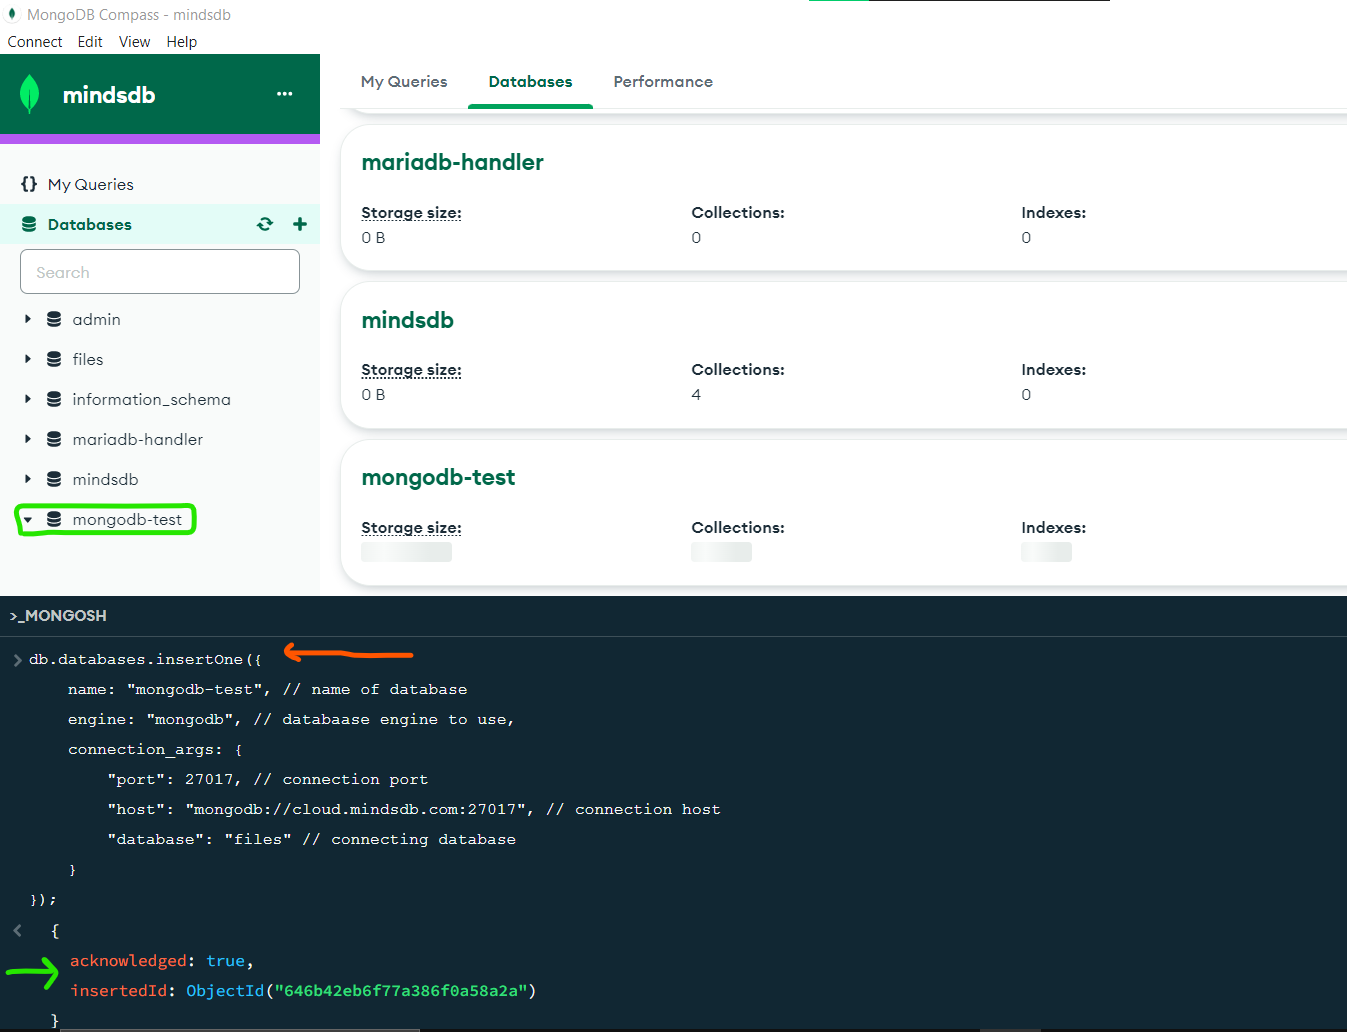 MongoDB Compass - mindsdb
Connect Edit View Help
mindsdb ...
My Queries Databases Performance
{} My Queries
Databases
Search
admin
files
information_schema
mariadb-handler
mindsdb
mongodb-test
mariadb-handler
Storage size: Collections: Indexes:
0 B 0 0
mindsdb
Storage size: Collections: Indexes:
0 B 4 0
mongodb-test
Storage size: Collections: Indexes:
>_MONGOSH
> db.databases.insertOne({
name: "mongodb-test", // name of database
engine: "mongodb", // databaase engine to use,
connection_args: {
"port": 27017, // connection port
"host": "mongodb://cloud.mindsdb.com:27017", // connection host
"database": "files" // connecting database
}
});
< {
acknowledged: true,
insertedId: ObjectId("646b42eb6f77a386f0a58a2a")
}